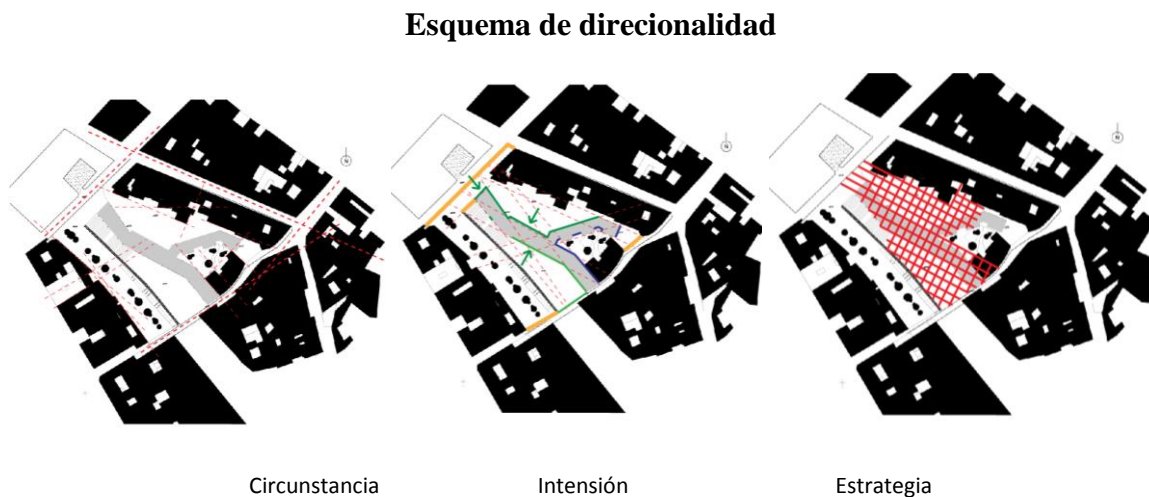 Esquema de direcionalidad
N
N
N
Circunstancia Intensión Estrategia